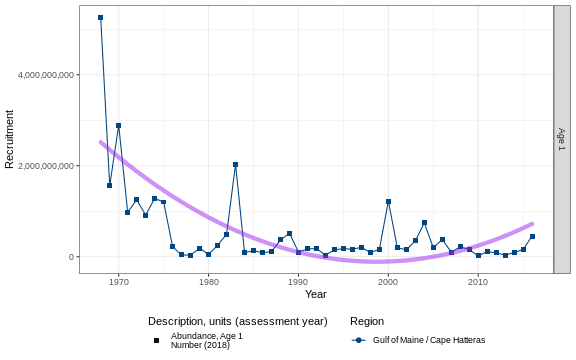 4,000,000,000
2,000,000,000
0
Recruitment
Age 1
1970
1980
1990
2000
2010
Year
Description, units (assessment year)
Abundance, Age 1
Number (2018)
Region
Gulf of Maine / Cape Hatteras